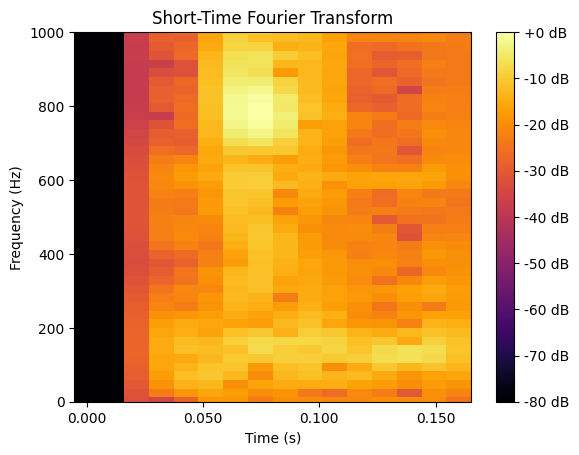 Short-Time Fourier Transform
1000
800
600
400
200
0
Frequency (Hz)
0.000
0.050
0.100
0.150
Time (s)
+0 dB
-10 dB
-20 dB
-30 dB
-40 dB
-50 dB
-60 dB
-70 dB
-80 dB